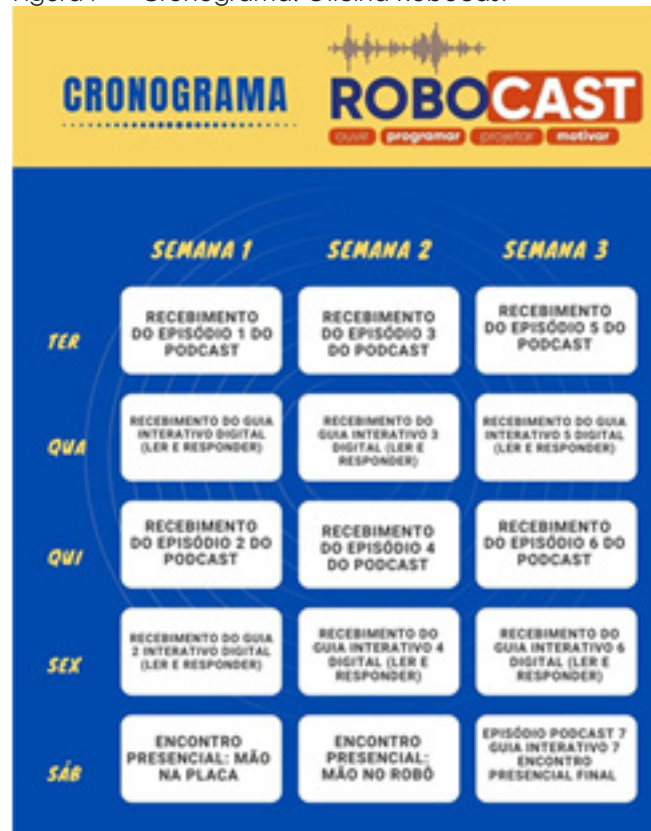 CRONOGRAMA
ROBOCAST
ouvir programar projetar motivar
SEMANA 1 SEMANA 2 SEMANA 3
TER
RECEBIMENTO
DO EPISÓDIO 1 DO
PODCAST
RECEBIMENTO
DO EPISÓDIO 3
DO PODCAST
RECEBIMENTO
DO EPISÓDIO 5 DO
PODCAST
QUA
RECEBIMENTO DO GUIA
INTERATIVO DIGITAL
(LER E RESPONDER)
RECEBIMENTO DO
GUIA INTERATIVO 3
DIGITAL (LER E
RESPONDER)
RECEBIMENTO DO GUIA
INTERATIVO 5 DIGITAL
(LER E RESPONDER)
QUI
RECEBIMENTO
DO EPISÓDIO 2 DO
PODCAST
RECEBIMENTO
DO EPISÓDIO 4
DO PODCAST
RECEBIMENTO
DO EPISÓDIO 6 DO
PODCAST
SEX
RECEBIMENTO DO GUIA
2 INTERATIVO DIGITAL
(LER E RESPONDER)
RECEBIMENTO DO
GUIA INTERATIVO 4
DIGITAL (LER E
RESPONDER)
RECEBIMENTO DO
GUIA INTERATIVO 6
DIGITAL (LER E
RESPONDER)
SÁB
ENCONTRO
PRESENCIAL: MÃO
NA PLACA
ENCONTRO
PRESENCIAL:
MÃO NO ROBÔ
EPISÓDIO PODCAST 7
GUIA INTERATIVO 7
ENCONTRO
PRESENCIAL FINAL